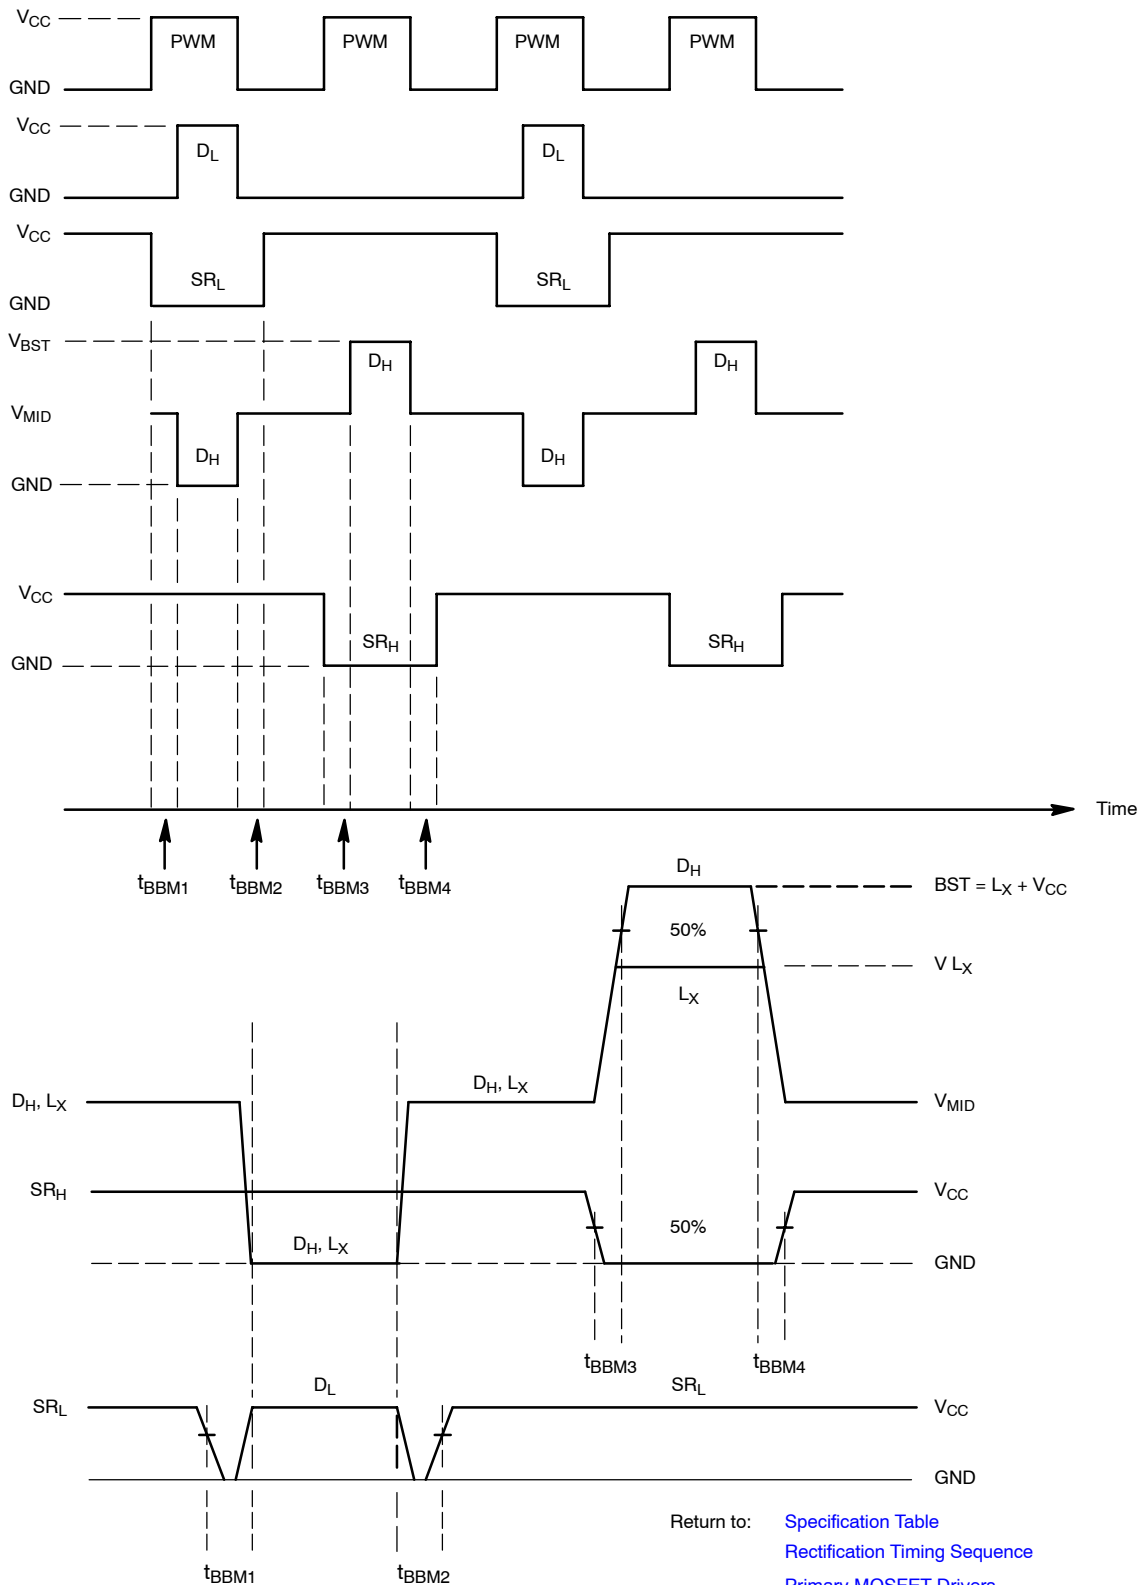 VCC
PWM PWM PWM PWM
GND
VCC
DL DL
GND
VCC
SRL SRL
GND
VBST
DH DH
VMID
DH DH
GND
VCC
SRH SRH
GND
Time
tBBM1 tBBM2 tBBM3 tBBM4
DH
BST = LX + VCC
50%
V LX
LX
DH, LX
DH, LX
VMID
SRH
VCC
50%
DH, LX
GND
tBBM3 tBBM4
DL SRL
SRL
VCC
GND
Return to: Specification Table
Rectification Timing Sequence
tBBM1 tBBM2
Primary MOSFET Drivers